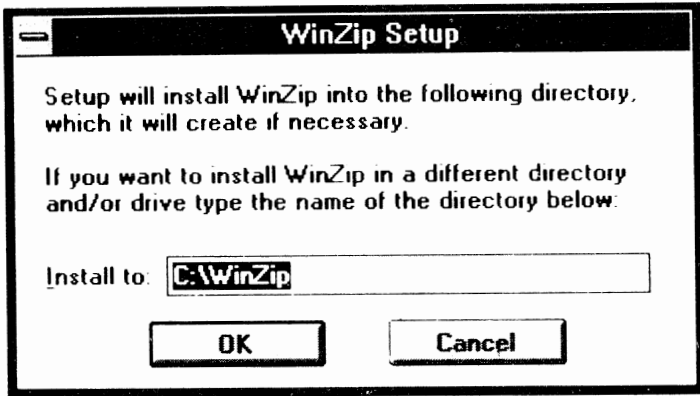 WinZip Setup
Setup will install WinZip into the following directory,
which it will create if necessary.
If you want to install WinZip in a different directory
and/or drive type the name of the directory below:
Install to: C:\WinZip
OK Cancel